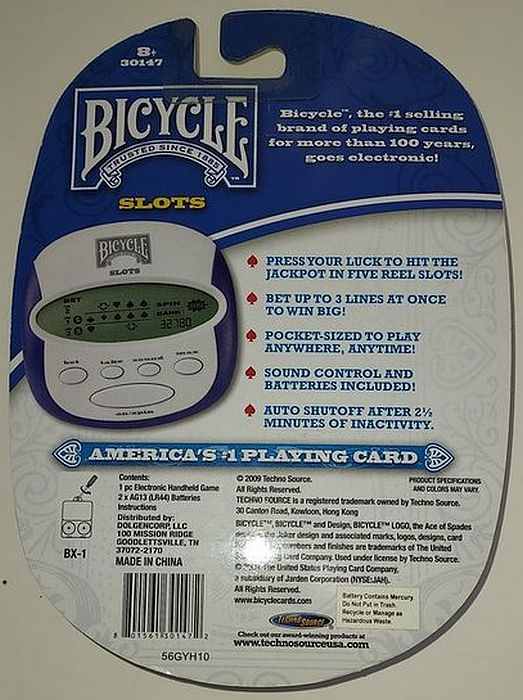 8+
30147
BICYCLE
TRUSTED SINCE 1885
SLOTS
Bicycle™, the #1 selling
brand of playing cards
for more than 100 years,
goes electronic!
BICYCLE
SLOTS
BET
SPIN
BANK
32780
bet
take
sound
max
on/spin
PRESS YOUR LUCK TO HIT THE
JACKPOT IN FIVE REEL SLOTS!
BET UP TO 3 LINES AT ONCE
TO WIN BIG!
POCKET-SIZED TO PLAY
ANYWHERE, ANYTIME!
SOUND CONTROL AND
BATTERIES INCLUDED!
AUTO SHUTOFF AFTER 2½
MINUTES OF INACTIVITY.
AMERICA'S #1 PLAYING CARD
BX-1
Contents:
1 pc Electronic Handheld Game
2 x AG13 (LR44) Batteries
Instructions
Distributed by:
DOLGENCORP, LLC
100 MISSION RIDGE
GOODLETTSVILLE, TN
37072-2170
MADE IN CHINA
8 01561 30147 2
56GYH10
© 2009 Techno Source.
All Rights Reserved.
TECHNO SOURCE is a registered trademark owned by Techno Source.
30 Canton Road, Kowloon, Hong Kong
PRODUCT SPECIFICATIONS
AND COLORS MAY VARY.
BICYCLE™, BICYCLE™ and Design, BICYCLE™ LOGO, the Ace of Spades
the Joker design and associated marks, logos, designs, card
numbers and finishes are trademarks of The United
Card Company. Used under license by Techno Source.
The United States Playing Card Company,
a subsidiary of Jarden Corporation (NYSE:JAH).
All Rights Reserved.
www.bicyclecards.com
Battery Contains Mercury
Do Not Put in Trash
Recycle or Manage as
Hazardous Waste.
TECHNO SOURCE
Check out our award-winning products at
www.technosourceusa.com